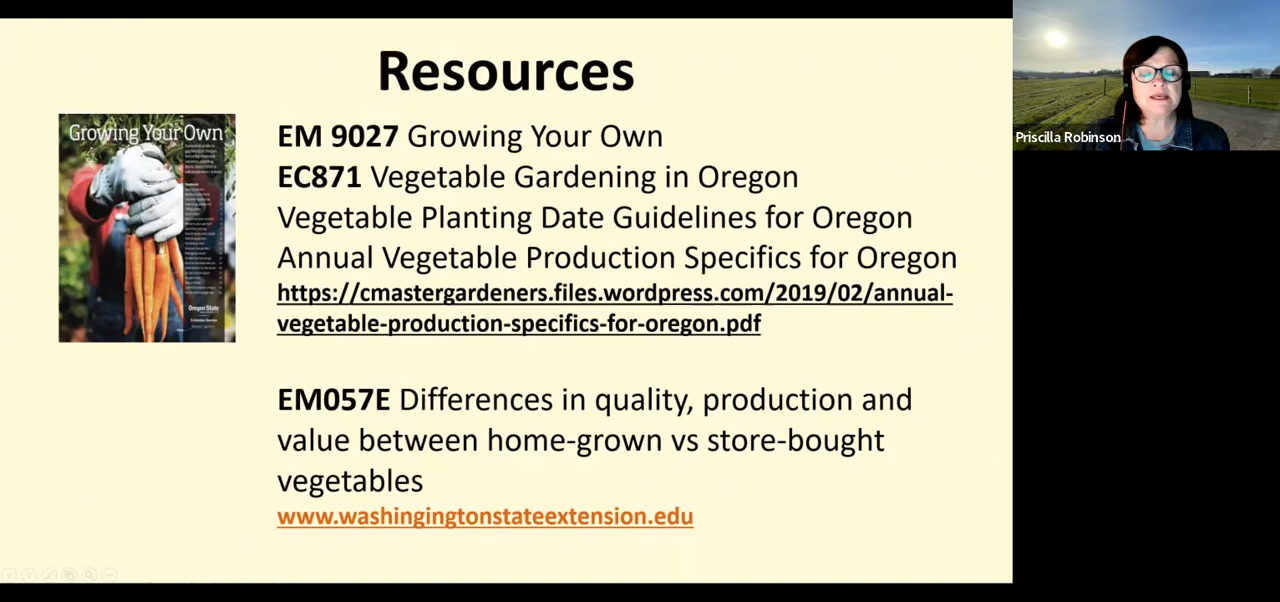 Resources
Growing Your Own
Oregon State
Extension Service
EM 9027 Growing Your Own
EC871 Vegetable Gardening in Oregon
Vegetable Planting Date Guidelines for Oregon
Annual Vegetable Production Specifics for Oregon
https://cmastergardeners.files.wordpress.com/2019/02/annual-
vegetable-production-specifics-for-oregon.pdf
EM057E Differences in quality, production and
value between home-grown vs store-bought
vegetables
www.washingingtonstateextension.edu
Priscilla Robinson